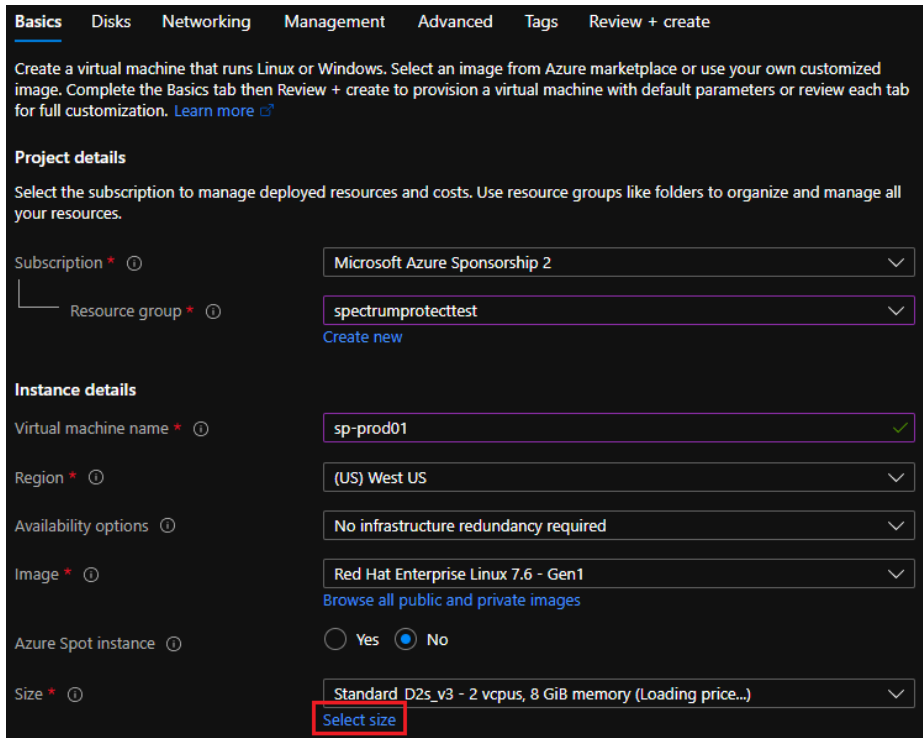 Basics Disks Networking Management Advanced Tags Review + create
Create a virtual machine that runs Linux or Windows. Select an image from Azure marketplace or use your own customized
image. Complete the Basics tab then Review + create to provision a virtual machine with default parameters or review each tab
for full customization. Learn more
Project details
Select the subscription to manage deployed resources and costs. Use resource groups like folders to organize and manage all
your resources.
Subscription * Microsoft Azure Sponsorship 2
Resource group * spectrumprotecttest
Create new
Instance details
Virtual machine name * sp-prod01
Region * (US) West US
Availability options No infrastructure redundancy required
Image * Red Hat Enterprise Linux 7.6 - Gen1
Browse all public and private images
Azure Spot instance Yes No
Size * Standard_D2s_v3 - 2 vcpus, 8 GiB memory (Loading price...)
Select size